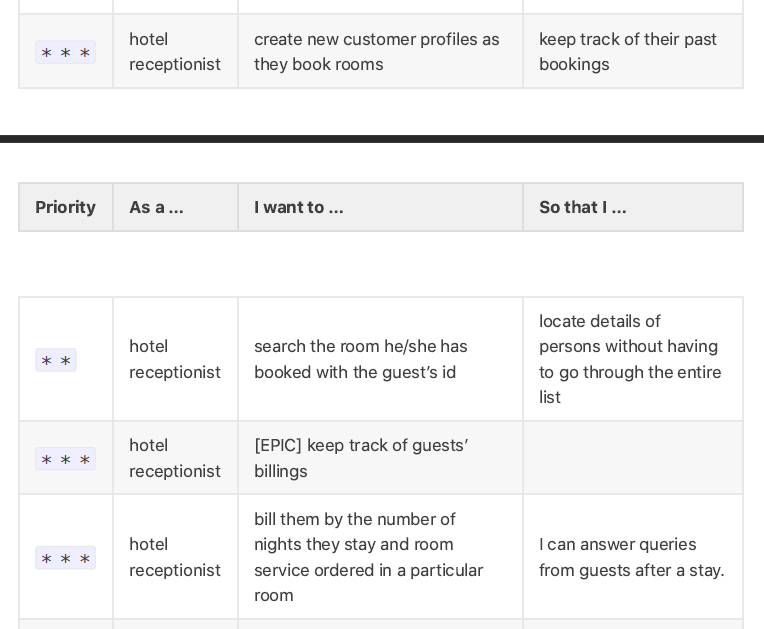 * * *
hotel
receptionist
create new customer profiles as
they book rooms
keep track of their past
bookings
Priority As a ... I want to ... So that I ...
* *
hotel
receptionist
search the room he/she has
booked with the guest’s id
locate details of
persons without having
to go through the entire
list
* * *
hotel
receptionist
[EPIC] keep track of guests’
billings
* * *
hotel
receptionist
bill them by the number of
nights they stay and room
service ordered in a particular
room
I can answer queries
from guests after a stay.